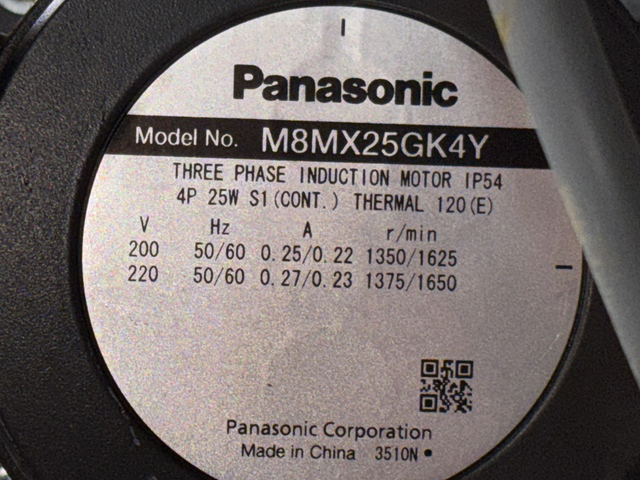 Panasonic
Model No. M8MX25GK4Y
THREE PHASE INDUCTION MOTOR IP54
4P 25W S1(CONT.) THERMAL 120(E)
V Hz A r/min
200 50/60 0.25/0.22 1350/1625
220 50/60 0.27/0.23 1375/1650
Panasonic Corporation
Made in China 3510N •